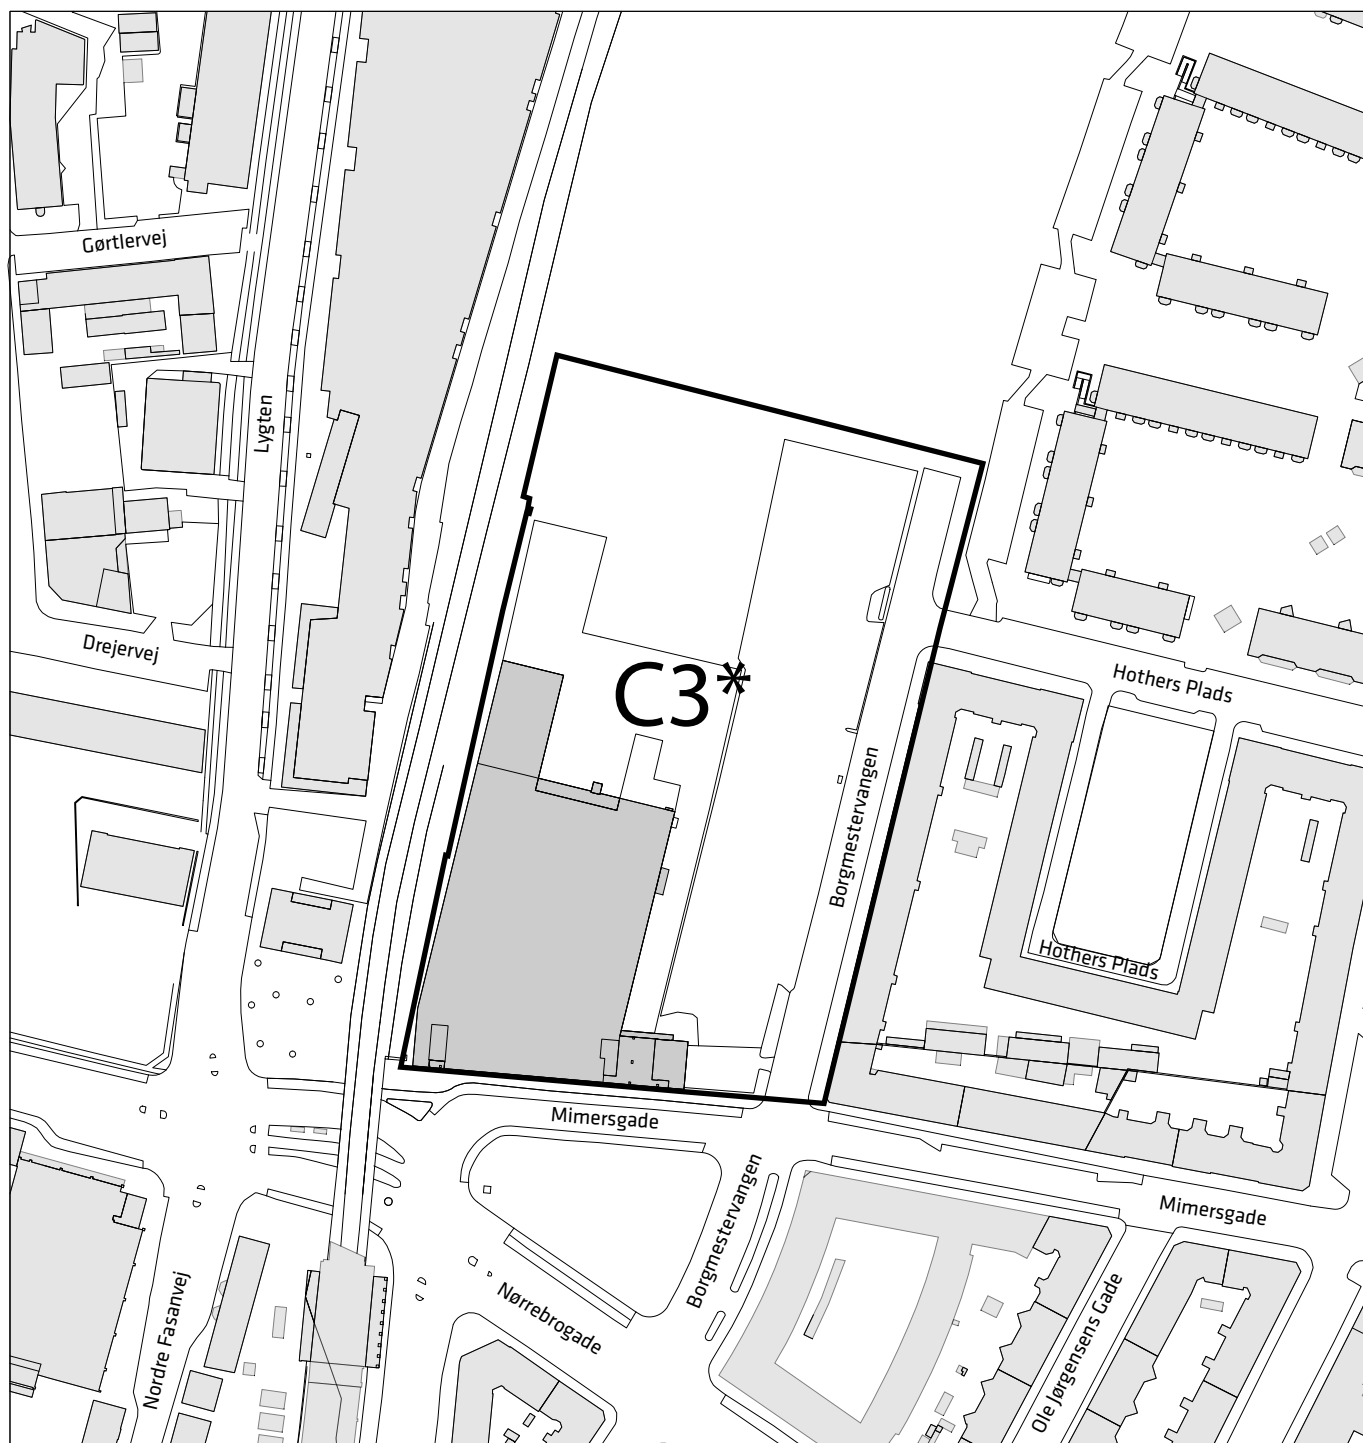 Gørtlervej
Lygten
Drejervej
C3*
Hothers Plads
Borgmestervangen
Hothers Plads
Mimersgade
Borgmestervangen
Mimersgade
Nordre Fasanvej
Nørrebrogade
Ole Jørgensens Gade